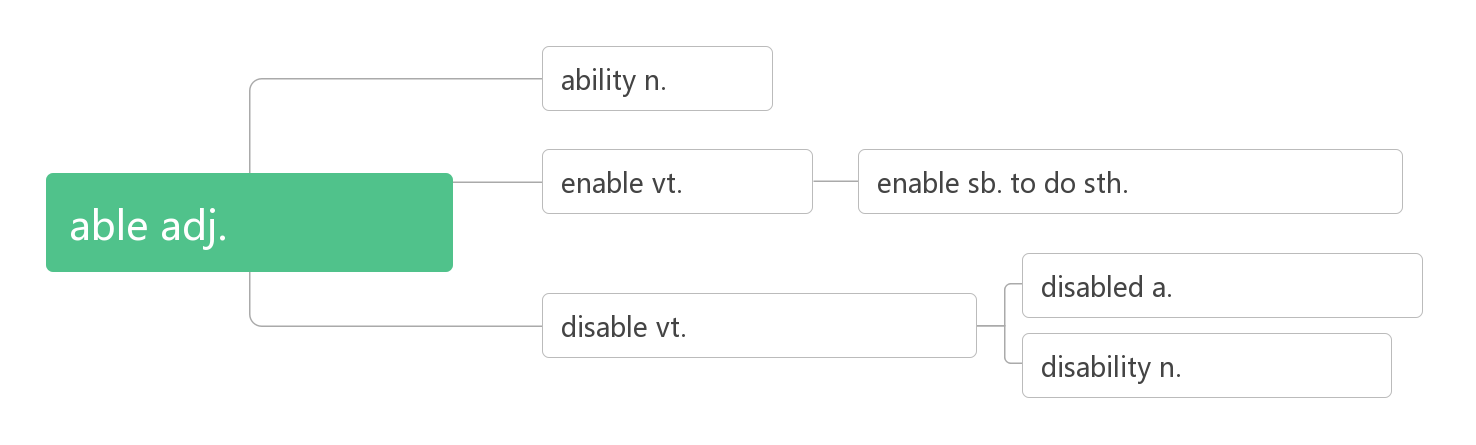 able adj.
ability n.
enable vt.
enable sb. to do sth.
disable vt.
disabled a.
disability n.